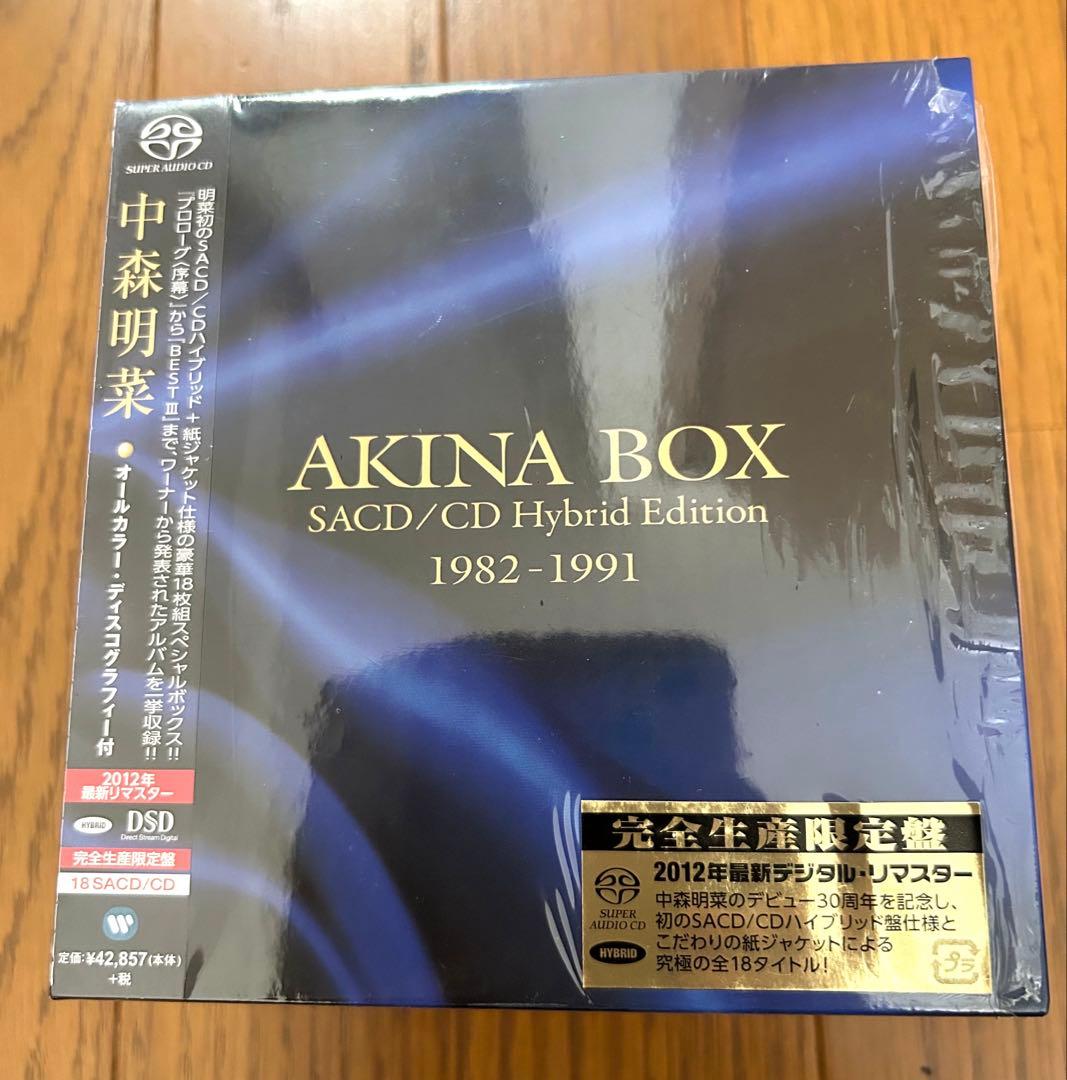 SUPER AUDIO CD
中森明菜●オールカラー・ディスコグラフィー付
明菜初のSACD/CDハイブリッド+紙ジャケット仕様の豪華18枚組スペシャルボックス!!
『プロローグ〈序幕〉』から『BEST III』まで、ワーナーから発表されたアルバムを一挙収録!!
2012年
最新リマスター
HYBRID DSD
Direct Stream Digital
完全生産限定盤
18 SACD/CD
定価:¥42,857(本体)
+税
AKINA BOX
SACD/CD Hybrid Edition
1982-1991
完全生産限定盤
2012年最新デジタル・リマスター
SUPER
AUDIO CD
HYBRID
中森明菜のデビュー30周年を記念し、
初のSACD/CDハイブリッド盤仕様と
こだわりの紙ジャケットによる
究極の全18タイトル!
プラ